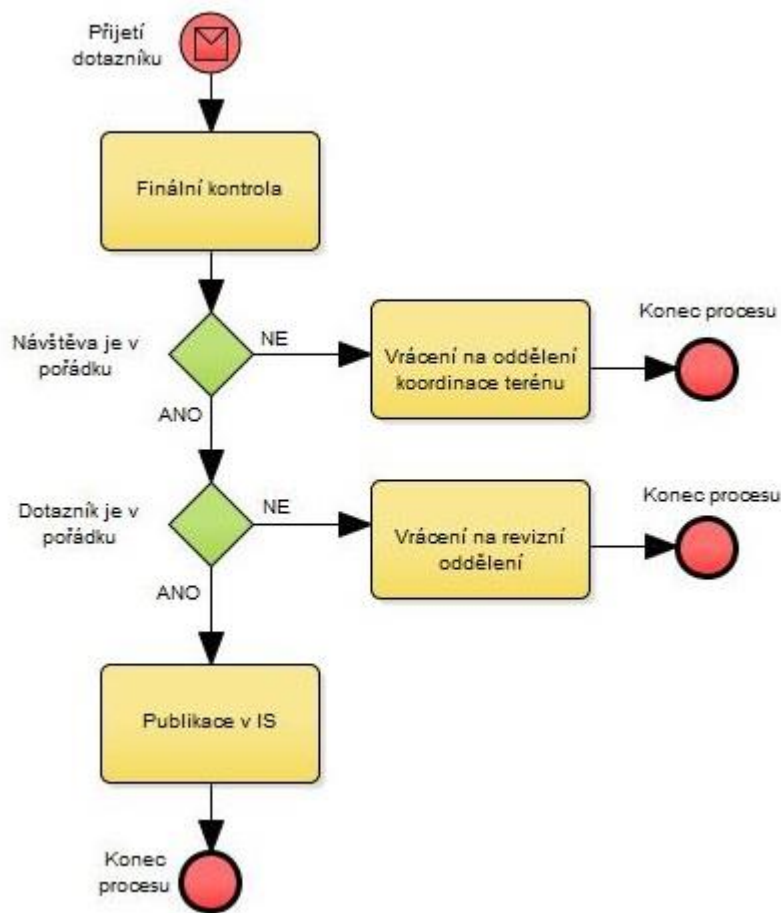 Přijetí
dotazníku
Finální kontrola
Návštěva je v
pořádku
NE
Vrácení na oddělení
koordinace terénu
Konec procesu
ANO
Dotazník je v
pořádku
NE
Vrácení na revizní
oddělení
Konec procesu
ANO
Publikace v IS
Konec
procesu